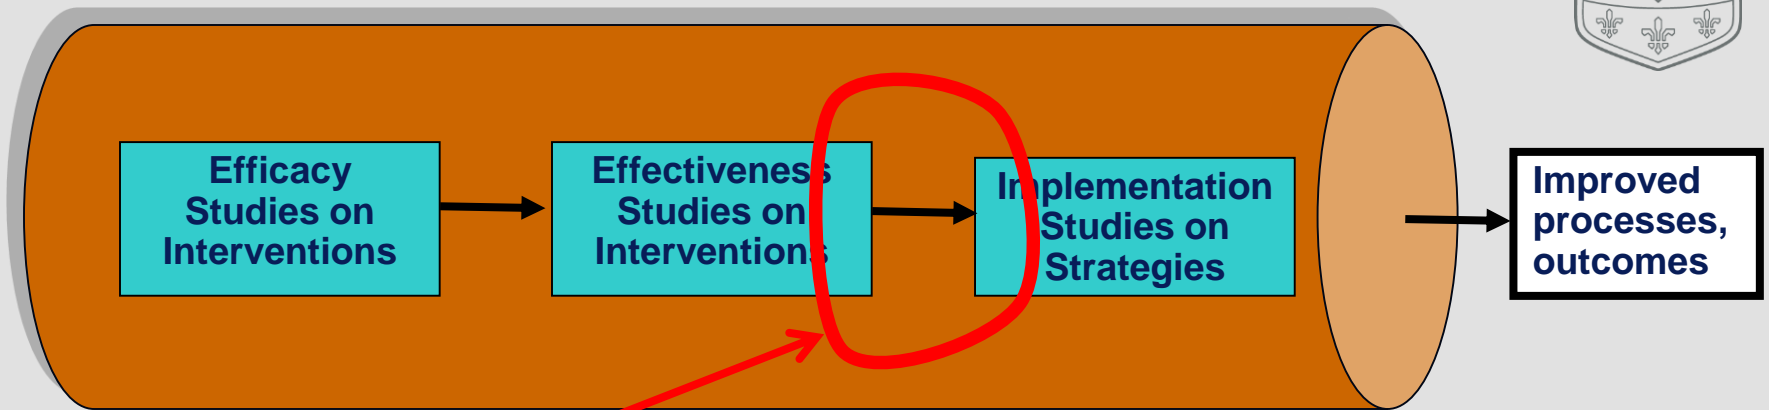 Efficacy
Studies on
Interventions
Effectiveness
Studies on
Interventions
Implementation
Studies on
Strategies
Improved
processes,
outcomes